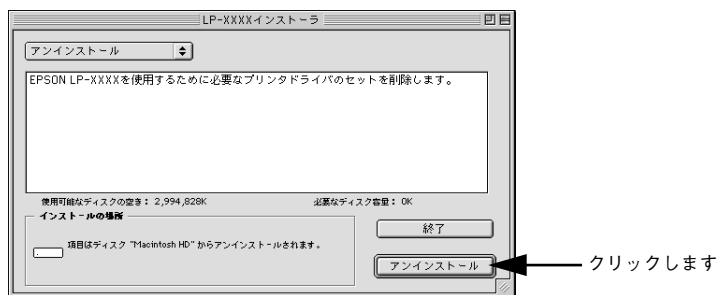 LP-XXXXインストーラ
アンインストール
EPSON LP-XXXXを使用するために必要なプリンタドライバのセットを削除します。
使用可能なディスクの空き： 2,994,828K 必要なディスク容量： 0K
インストールの場所
項目はディスク "Macintosh HD" からアンインストールされます。
終了
アンインストール
クリックします